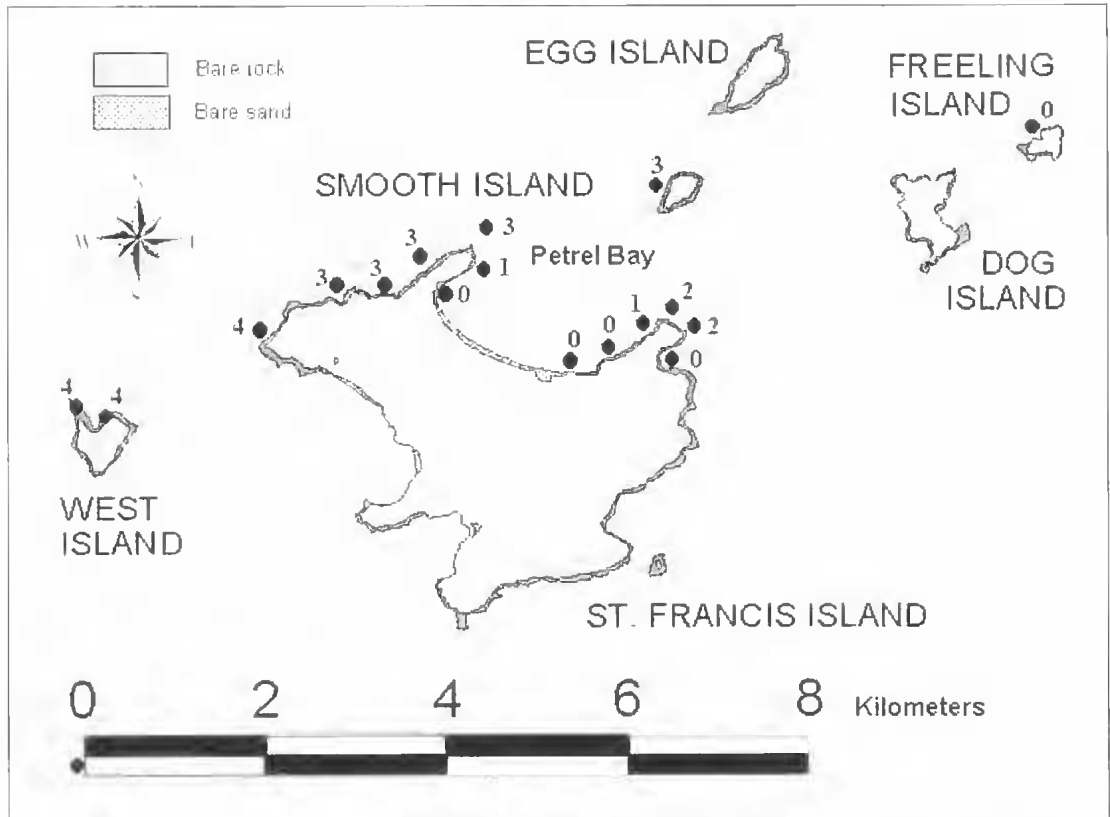 EGG ISLAND
FREELING
ISLAND
0
Bare rock
Bare sand
3
SMOOTH ISLAND
3
3
Petrel Bay
1
DOG
ISLAND
3
3
0
2
1
2
4
0
0
0
4
4
WEST
ISLAND
ST. FRANCIS ISLAND
0
2
4
6
8
Kilometers